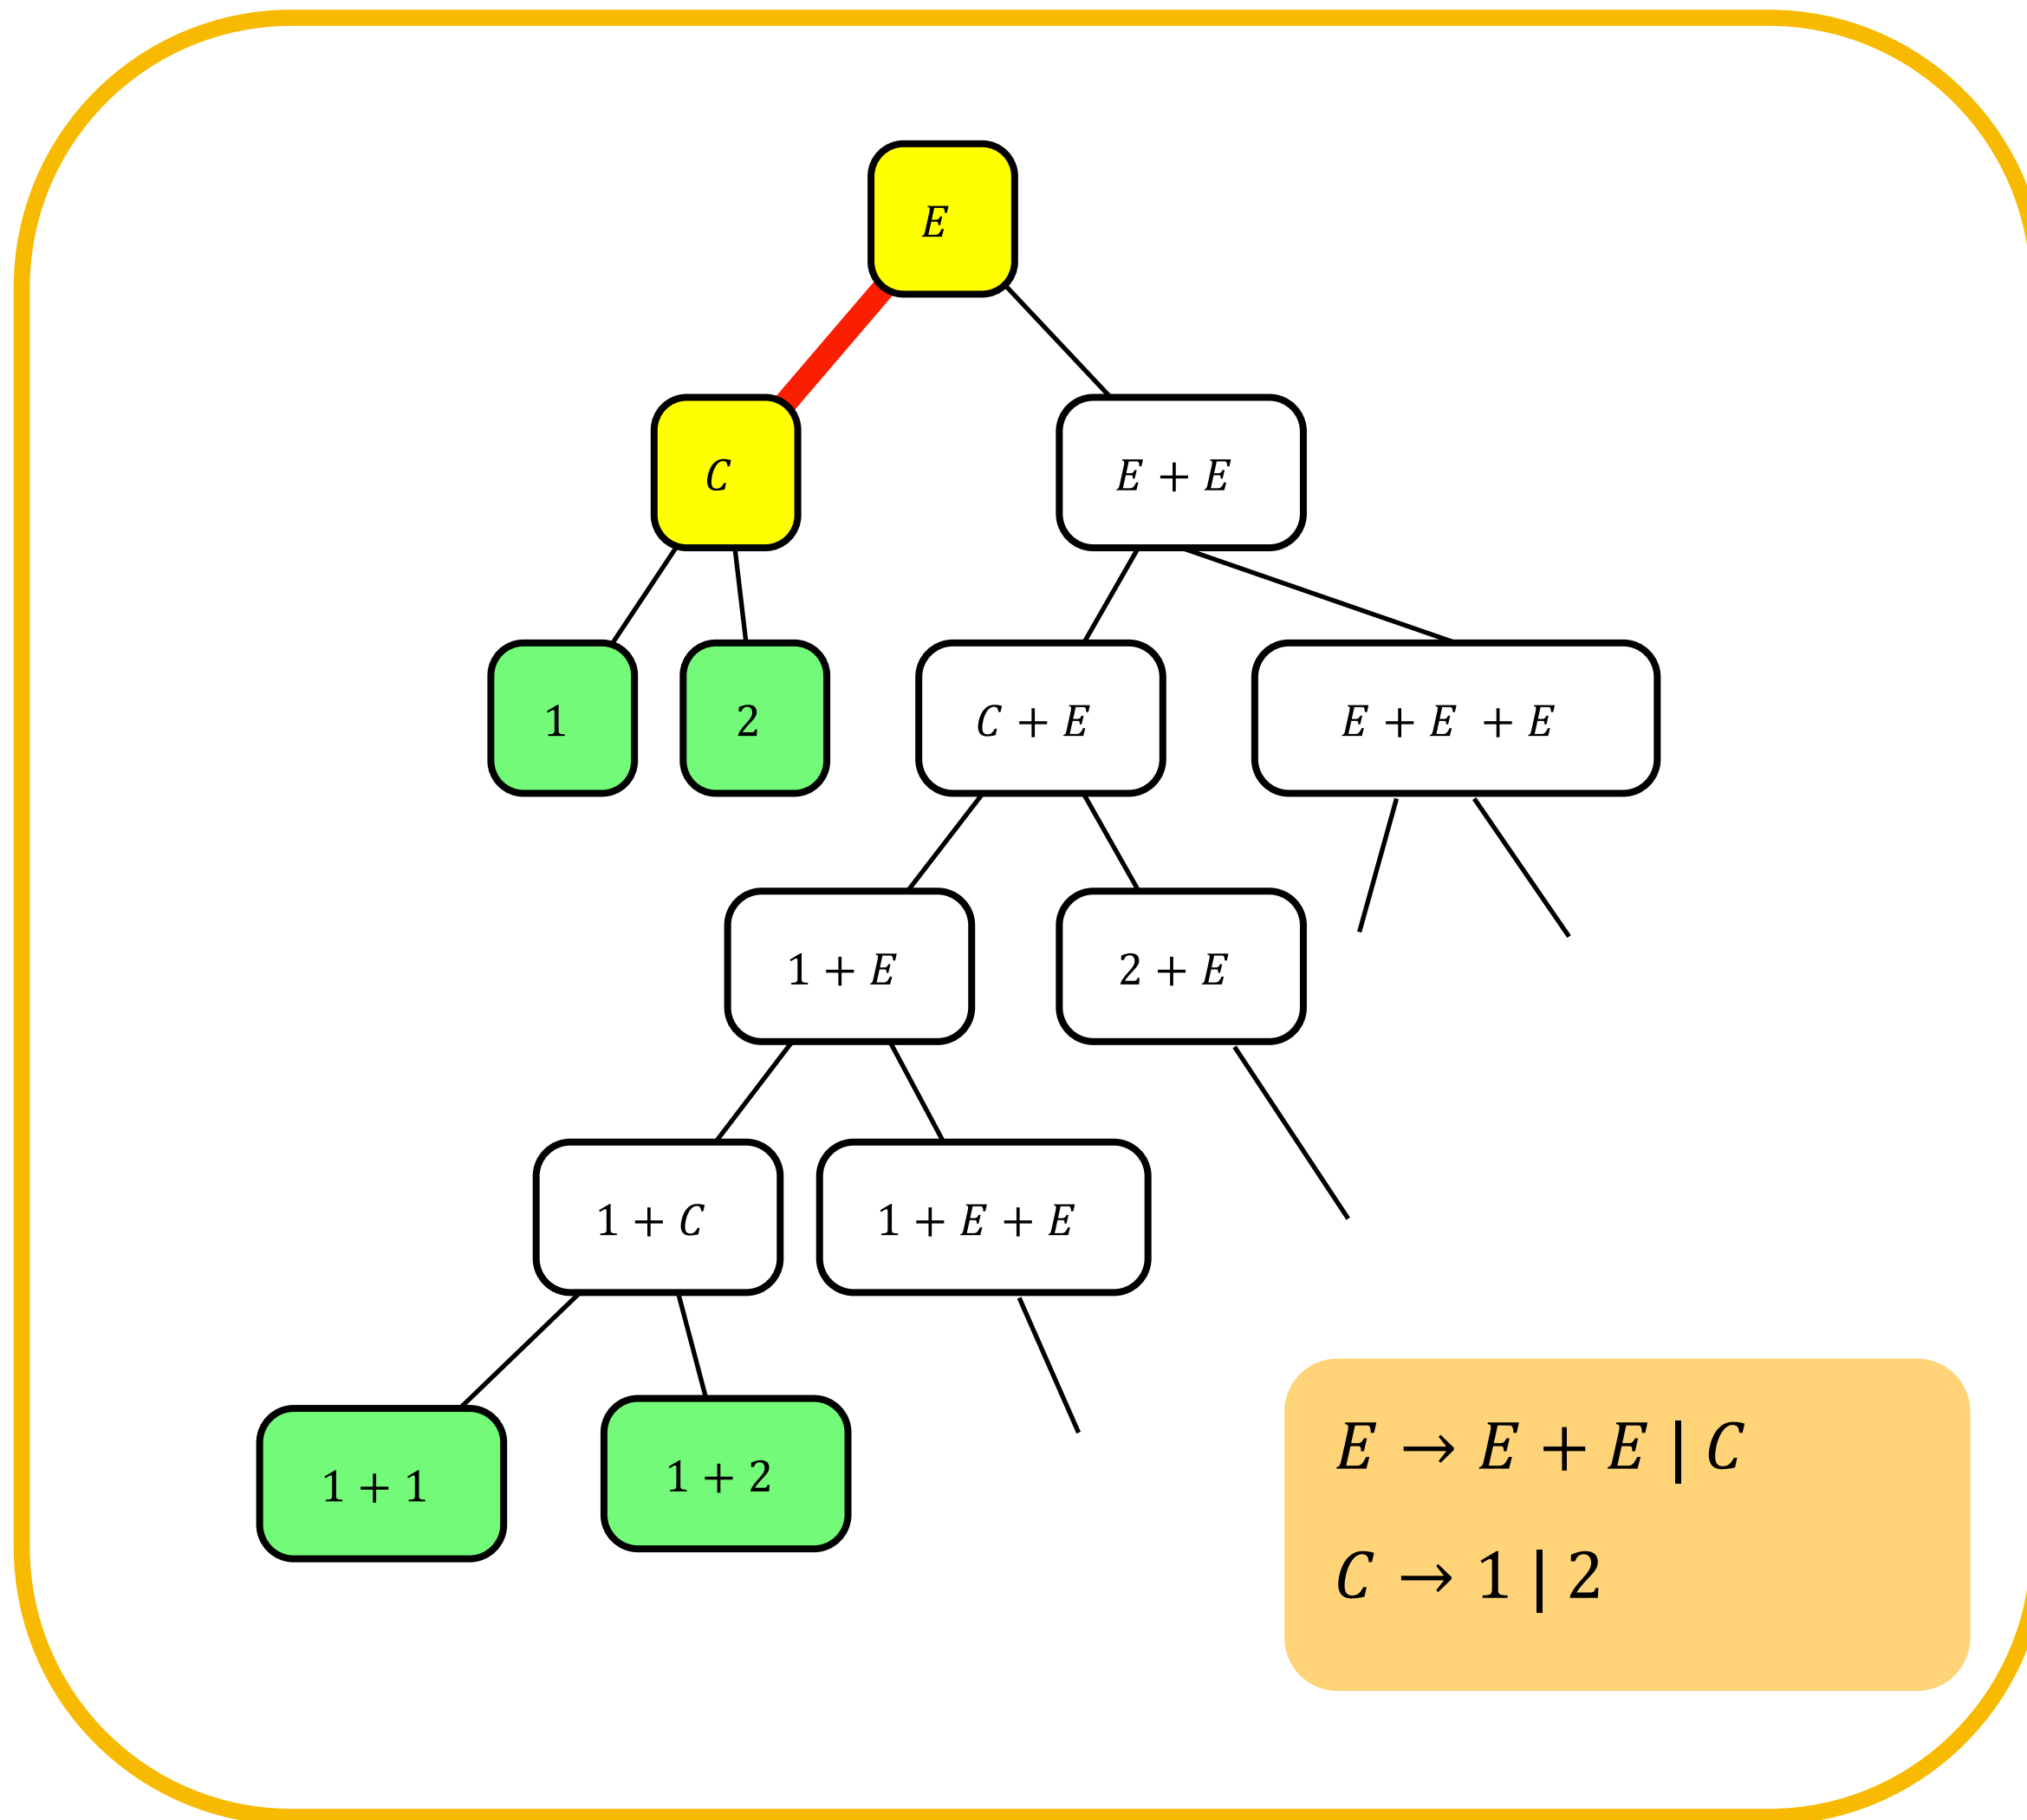 E
C
E + E
1
2
C + E
E + E + E
1 + E
2 + E
1 + C
1 + E + E
1 + 1
1 + 2
E → E + E | C
C → 1 | 2